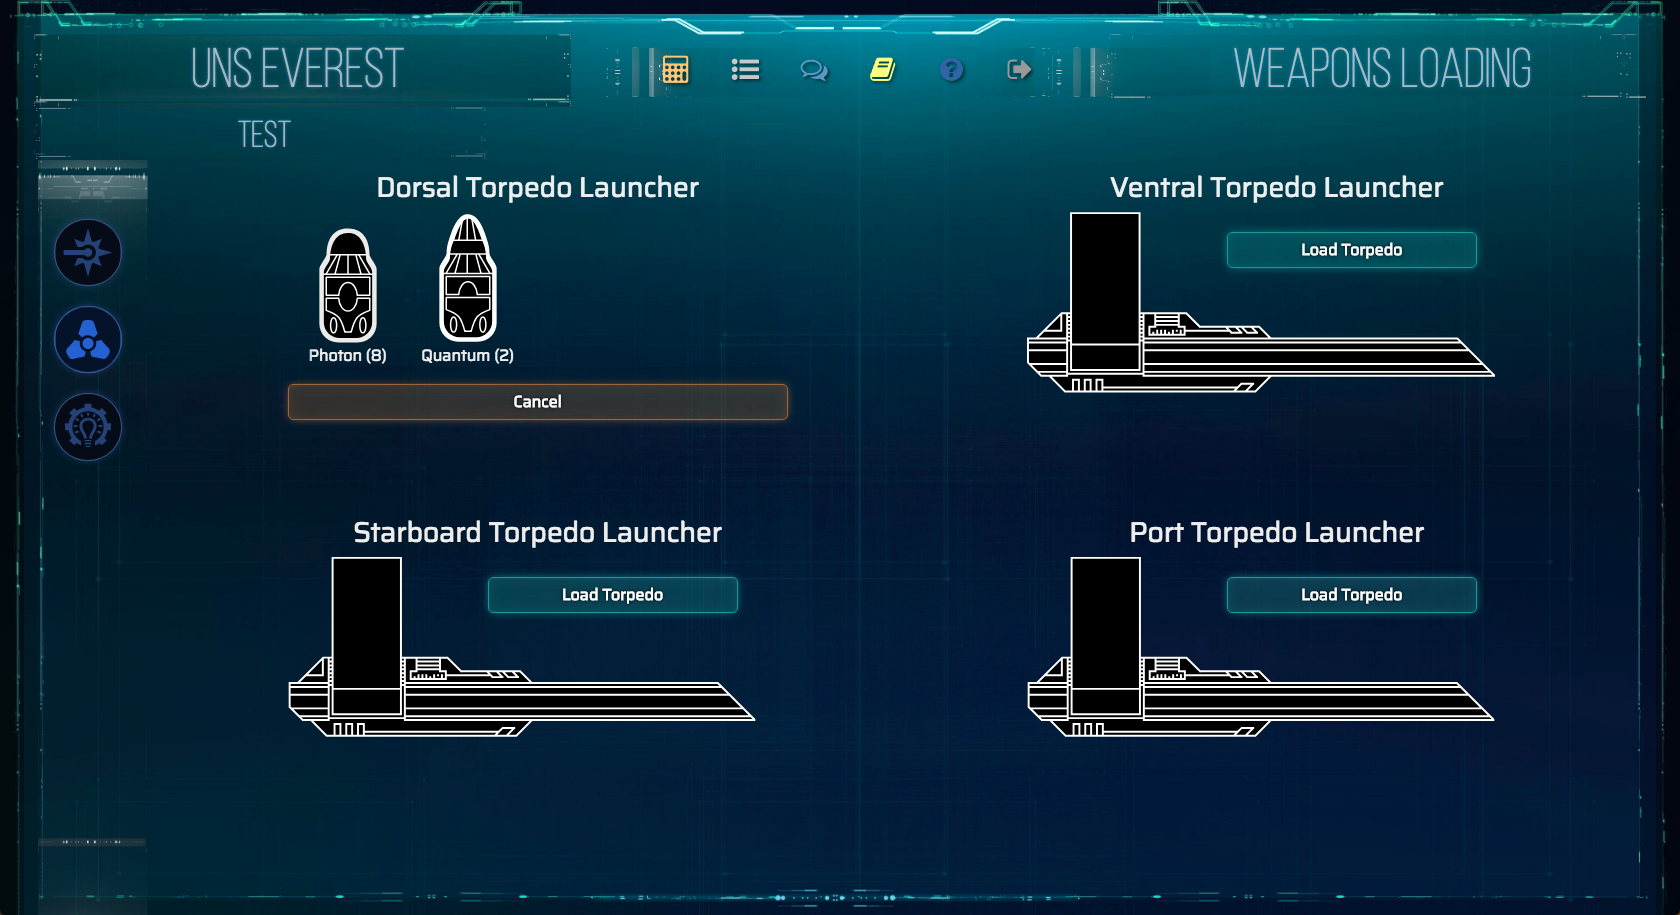 UNS EVEREST
WEAPONS LOADING
TEST
Dorsal Torpedo Launcher
Photon (8)
Quantum (2)
Cancel
Ventral Torpedo Launcher
Load Torpedo
Starboard Torpedo Launcher
Load Torpedo
Port Torpedo Launcher
Load Torpedo